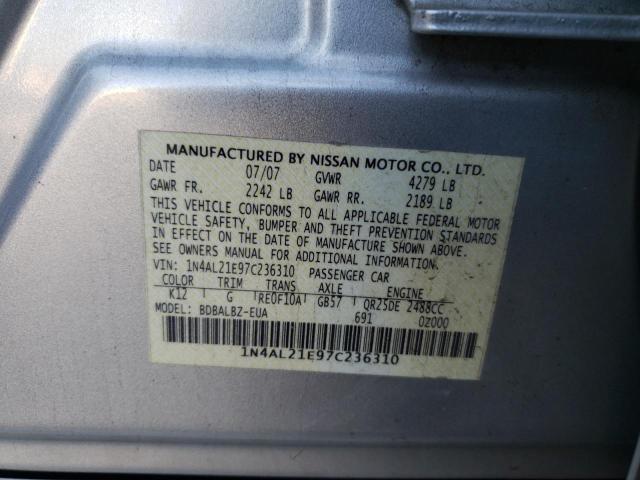 MANUFACTURED BY NISSAN MOTOR CO., LTD.
DATE 07/07 GVWR 4279 LB
GAWR FR. 2242 LB GAWR RR. 2189 LB
THIS VEHICLE CONFORMS TO ALL APPLICABLE FEDERAL MOTOR
VEHICLE SAFETY, BUMPER AND THEFT PREVENTION STANDARDS
IN EFFECT ON THE DATE OF MANUFACTURE SHOWN ABOVE.
SEE OWNERS MANUAL FOR ADDITIONAL INFORMATION.
VIN: 1N4AL21E97C236310 PASSENGER CAR
COLOR TRIM TRANS AXLE ENGINE
K12 G RE0F10A GB57 QR25DE 2488CC
MODEL: BDBALBZ-EUA 691 0Z000
1N4AL21E97C236310